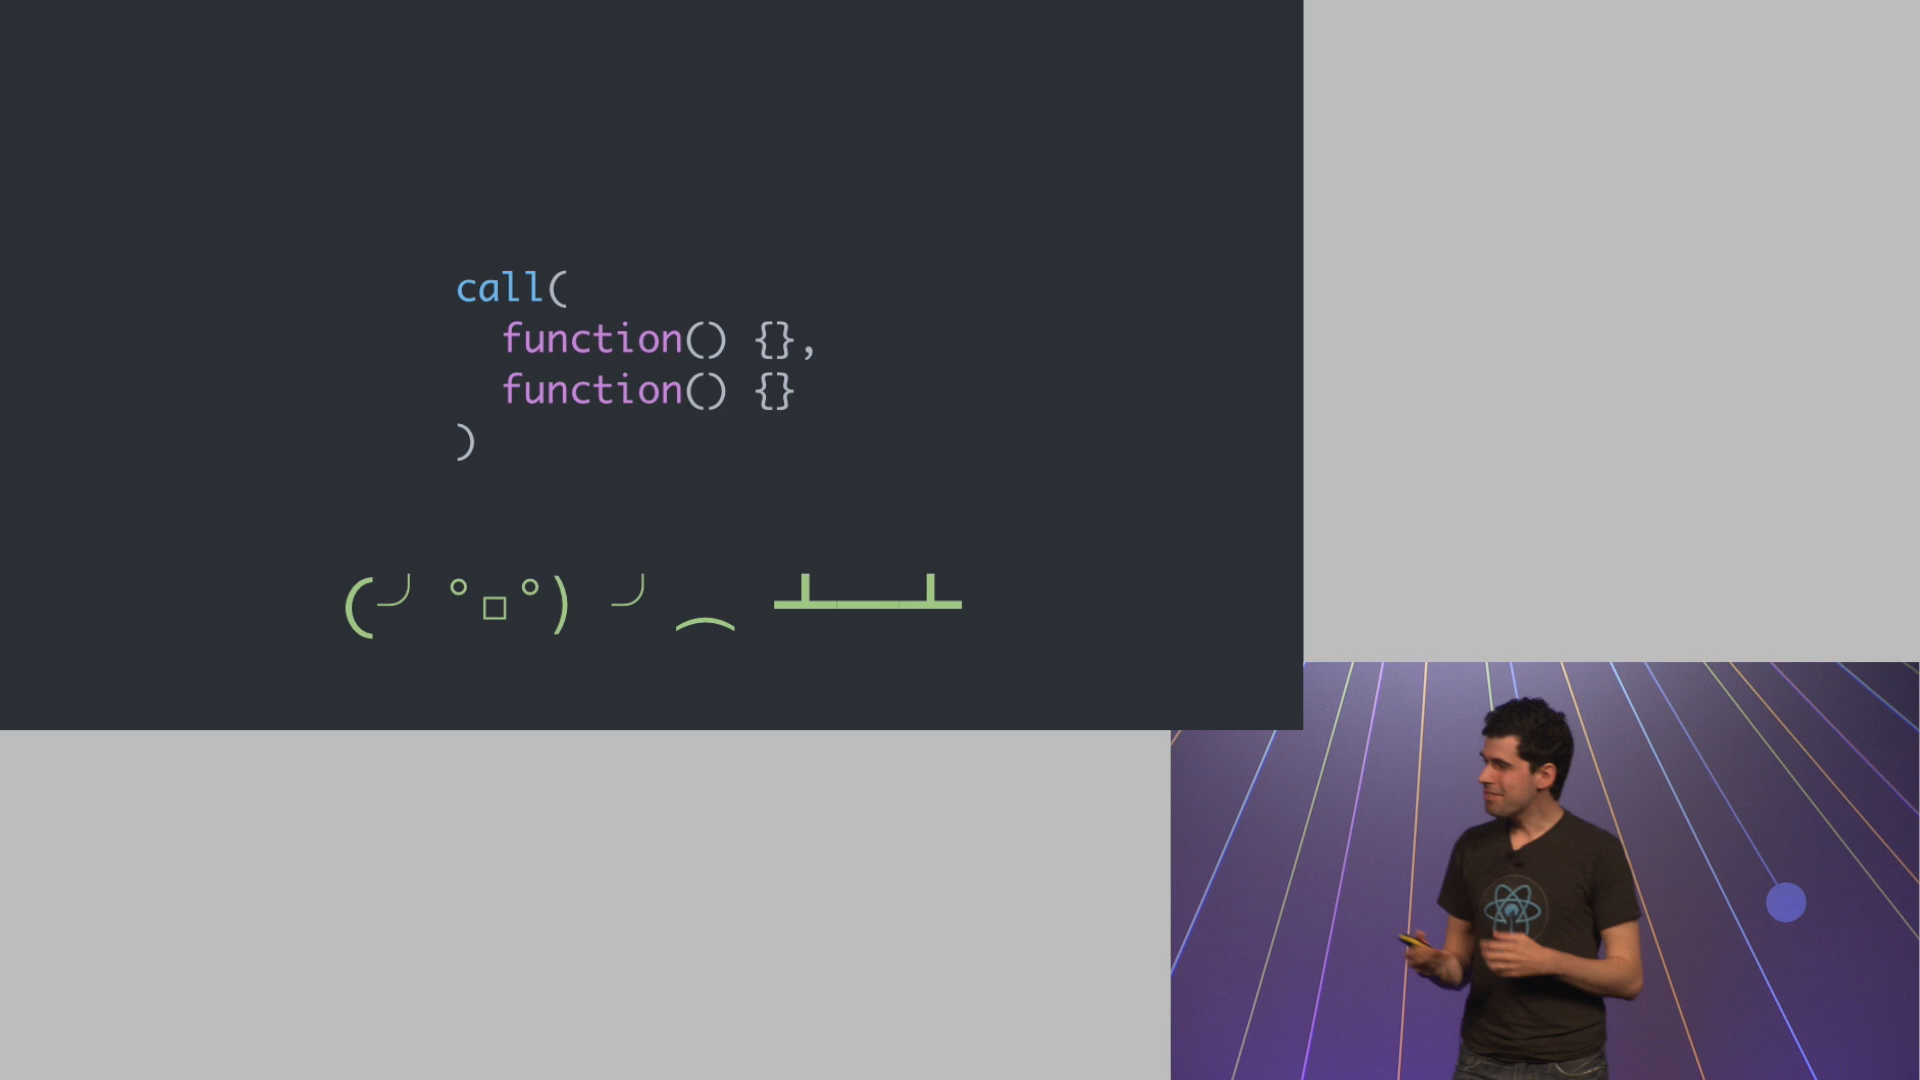 call(
  function() {},
  function() {}
)
(╯°□°)╯︵ ┻━┻